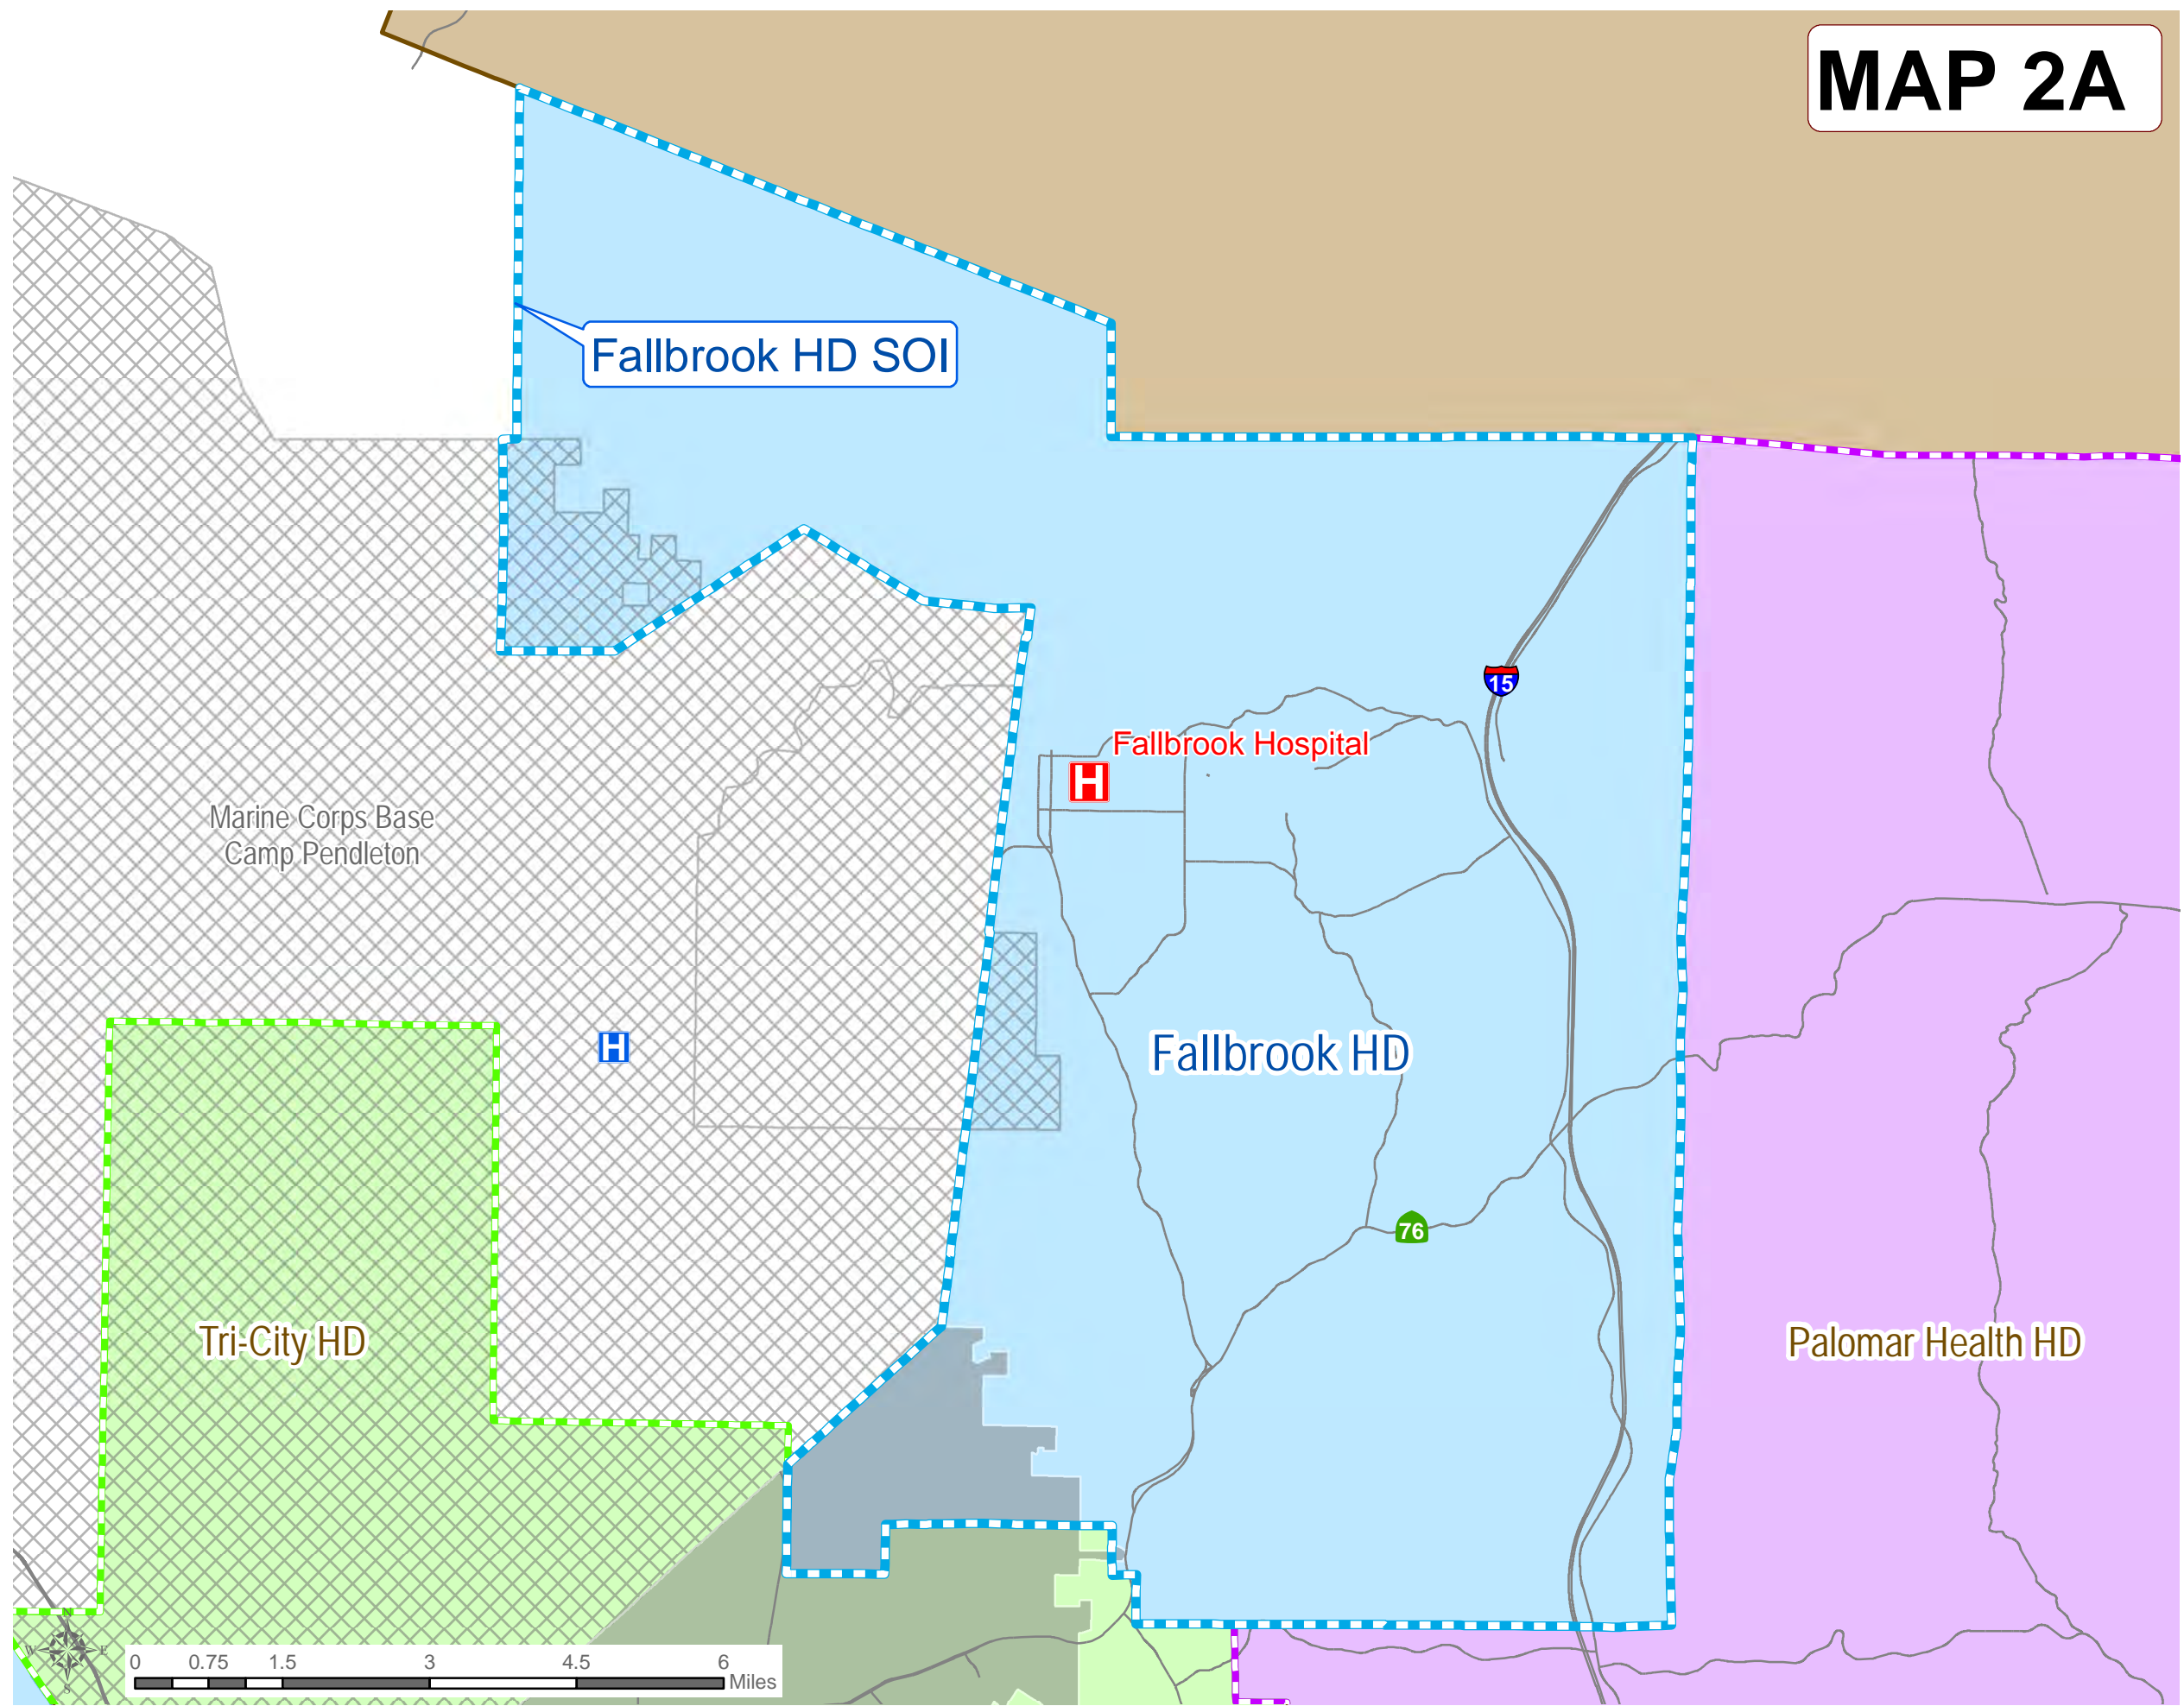 MAP 2A
Fallbrook HD SOI
15
Fallbrook Hospital
H
Marine Corps Base
Camp Pendleton
H
Fallbrook HD
76
Tri-City HD
Palomar Health HD
N
W E
S
0 0.75 1.5 3 4.5 6
Miles